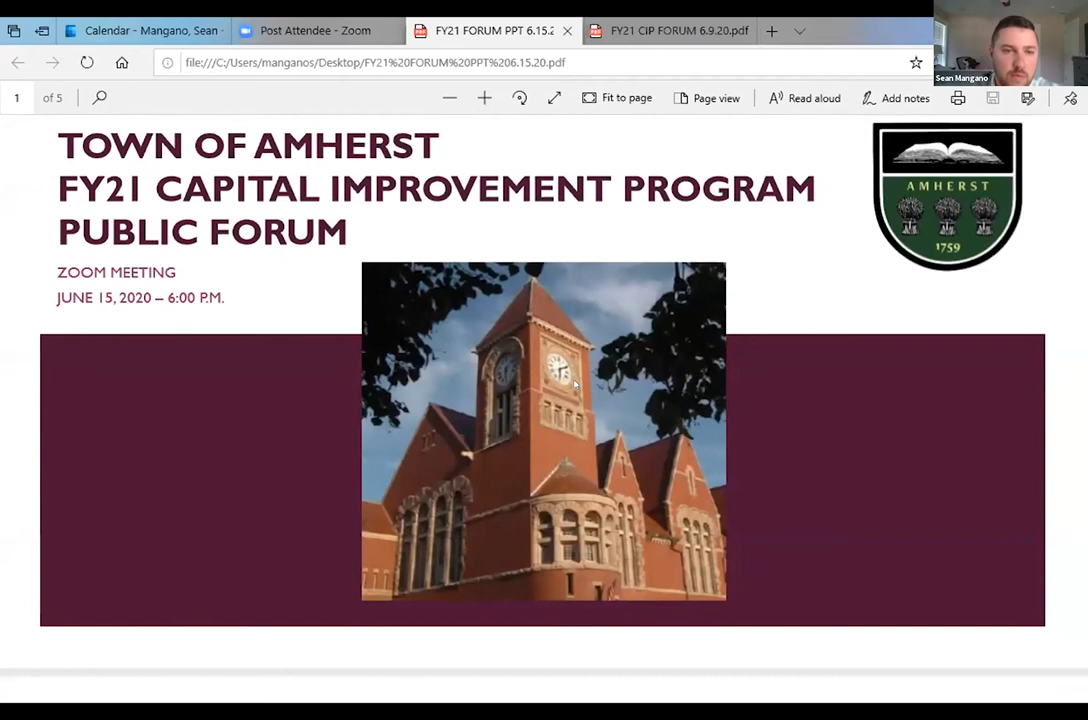 Calendar - Mangano, Sean -
Post Attendee - Zoom
FY21 FORUM PPT 6.15.2
FY21 CIP FORUM 6.9.20.pdf
file:///C:/Users/manganos/Desktop/FY21%20FORUM%20PPT%206.15.20.pdf
Sean Mangano
1 of 5
Fit to page
Page view
Read aloud
Add notes
TOWN OF AMHERST
FY21 CAPITAL IMPROVEMENT PROGRAM
PUBLIC FORUM
ZOOM MEETING
JUNE 15, 2020 – 6:00 P.M.
AMHERST
1759